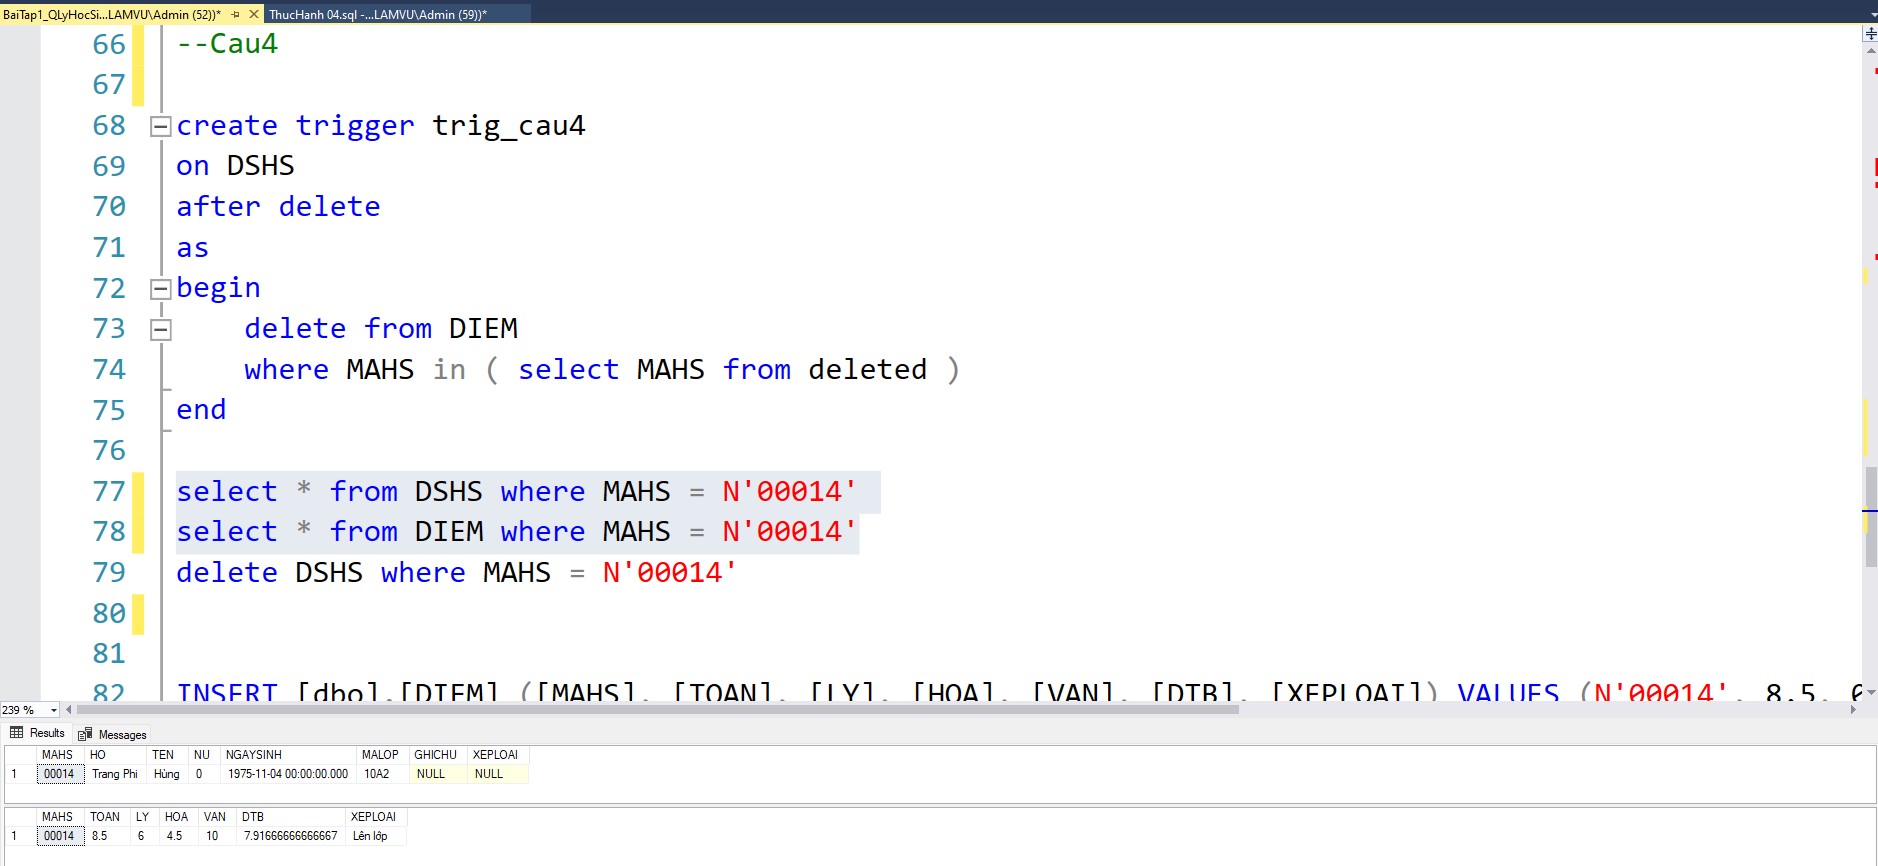 BaiTap1_QLyHocSi...LAMVU\Admin (52))*
ThucHanh 04.sql -...LAMVU\Admin (59))*
66 --Cau4
67
68 create trigger trig_cau4
69 on DSHS
70 after delete
71 as
72 begin
73 delete from DIEM
74 where MAHS in ( select MAHS from deleted )
75 end
76
77 select * from DSHS where MAHS = N'00014'
78 select * from DIEM where MAHS = N'00014'
79 delete DSHS where MAHS = N'00014'
80
81
82 INSERT [dbo].[DIEM] ([MAHS], [TOAN], [LY], [HOA], [VAN], [DTB], [XEPLOAI]) VALUES (N'00014', 8.5,
239 %
Results Messages
MAHS HO TEN NU NGAYSINH MALOP GHICHU XEPLOAI
1 00014 Trang Phi Hùng 0 1975-11-04 00:00:00.000 10A2 NULL NULL
MAHS TOAN LY HOA VAN DTB XEPLOAI
1 00014 8.5 6 4.5 10 7.91666666666667 Lên lớp